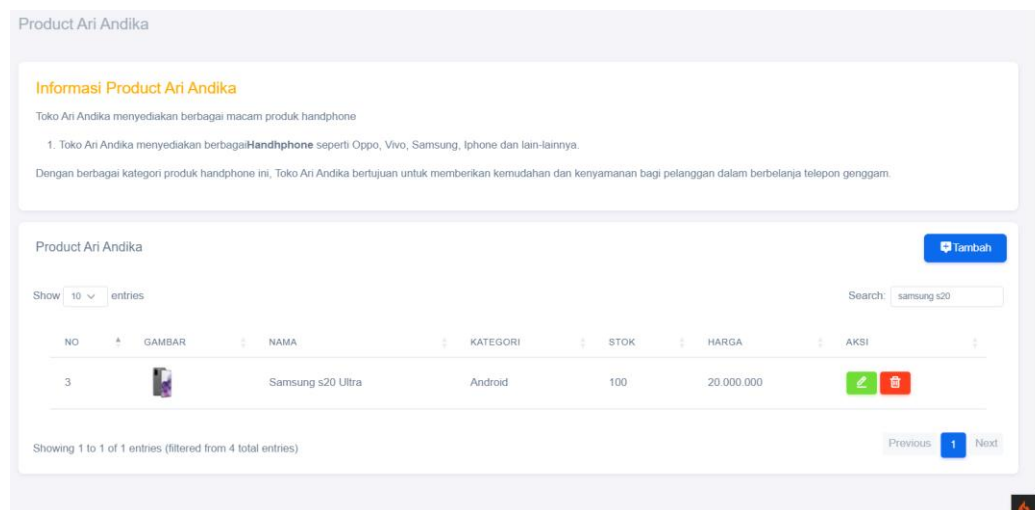 Product Ari Andika
Informasi Product Ari Andika
Toko Ari Andika menyediakan berbagai macam produk handphone
1. Toko Ari Andika menyediakan berbagaiHandhphone seperti Oppo, Vivo, Samsung, Iphone dan lain-lainnya.
Dengan berbagai kategori produk handphone ini, Toko Ari Andika bertujuan untuk memberikan kemudahan dan kenyamanan bagi pelanggan dalam berbelanja telepon genggam.
Product Ari Andika Tambah
Show 10 entries Search: samsung s20
NO GAMBAR NAMA KATEGORI STOK HARGA AKSI
3 Samsung s20 Ultra Android 100 20.000.000
Showing 1 to 1 of 1 entries (filtered from 4 total entries) Previous 1 Next